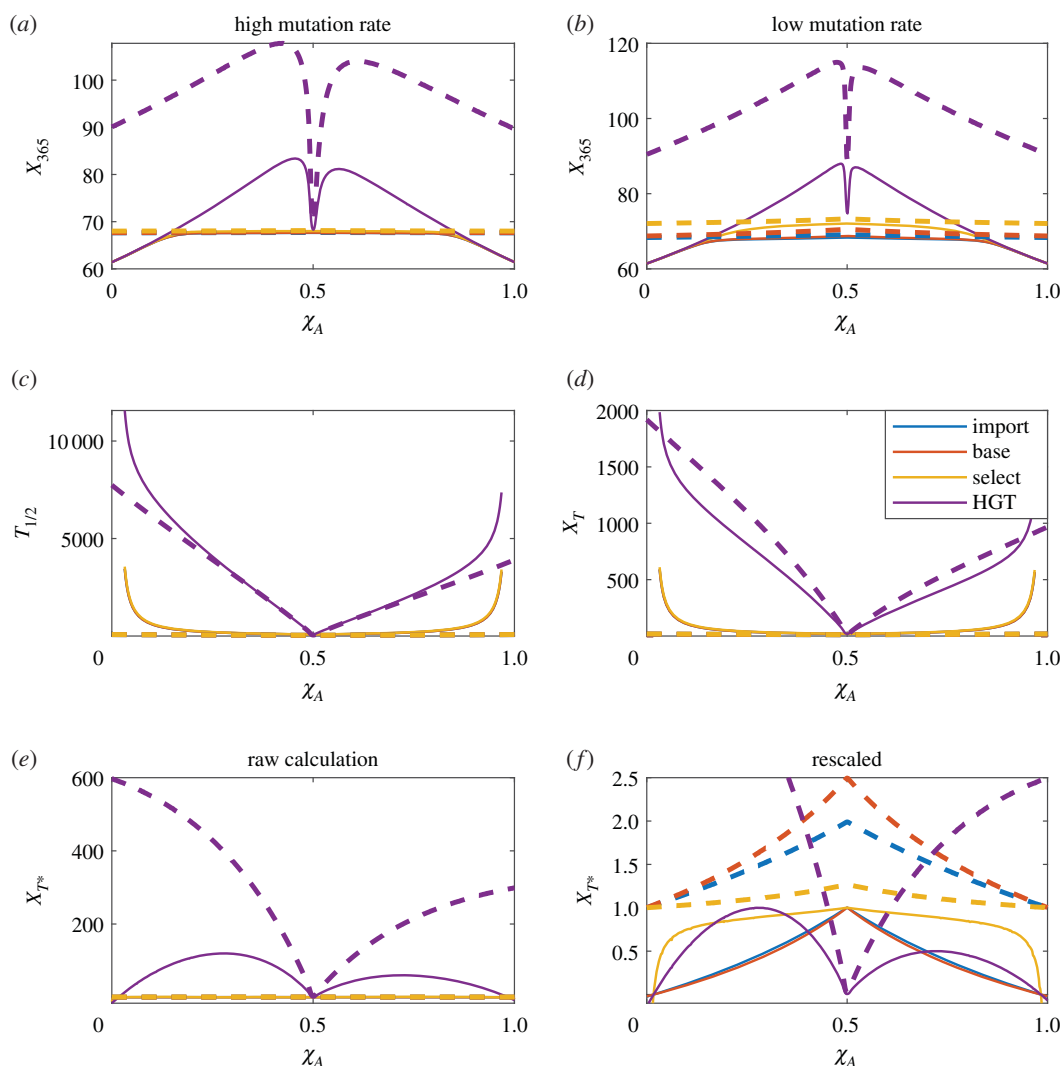 (a) high mutation rate
X365
100
90
80
70
60
0 0.5 1.0
χA
(b) low mutation rate
X365
120
100
80
60
0 0.5 1.0
χA
(c)
T1/2
10 000
5000
0 0.5 1.0
χA
(d)
XT
2000
1500
1000
500
0 0.5 1.0
χA
import
base
select
HGT
(e) raw calculation
XT*
600
400
200
0 0.5 1.0
χA
(f) rescaled
XT*
2.5
2.0
1.5
1.0
0.5
0 0.5 1.0
χA